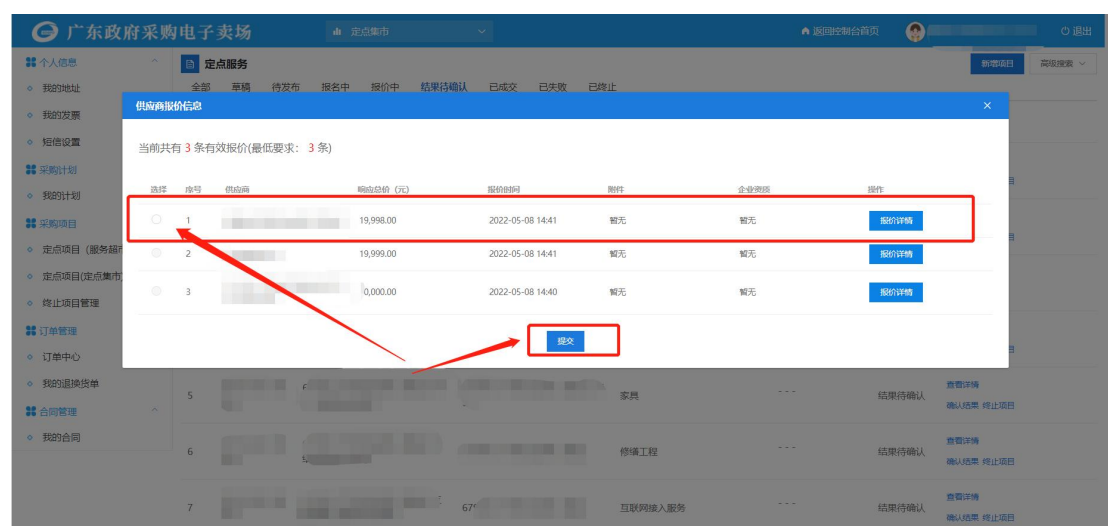 广东政府采购电子卖场
定点集市
返回控制台首页
退出
个人信息
我的地址
我的发票
短信设置
采购计划
我的计划
采购项目
定点项目（服务超市
定点项目(定点集市)
终止项目管理
订单管理
订单中心
我的退换货单
合同管理
我的合同
定点服务
新增项目
高级搜索
全部 草稿 待发布 报名中 报价中 结果待确认 已成交 已失败 已终止
供应商报价信息 ×
当前共有 3 条有效报价(最低要求： 3 条)
选择 序号 供应商 响应总价（元） 报价时间 附件 企业资质 操作
1 19,998.00 2022-05-08 14:41 暂无 暂无 报价详情
2 19,999.00 2022-05-08 14:41 暂无 暂无 报价详情
3 0,000.00 2022-05-08 14:40 暂无 暂无 报价详情
提交
5 家具 --- 结果待确认 查看详情
确认结果 终止项目
6 修缮工程 --- 结果待确认 查看详情
确认结果 终止项目
7 67 互联网接入服务 --- 结果待确认 查看详情
确认结果 终止项目